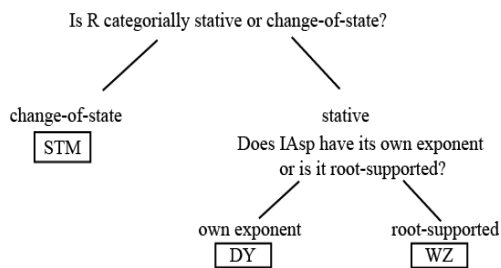 Is R categorially stative or change-of-state?
change-of-state
STM
stative
Does IAsp have its own exponent
or is it root-supported?
own exponent
DY
root-supported
WZ